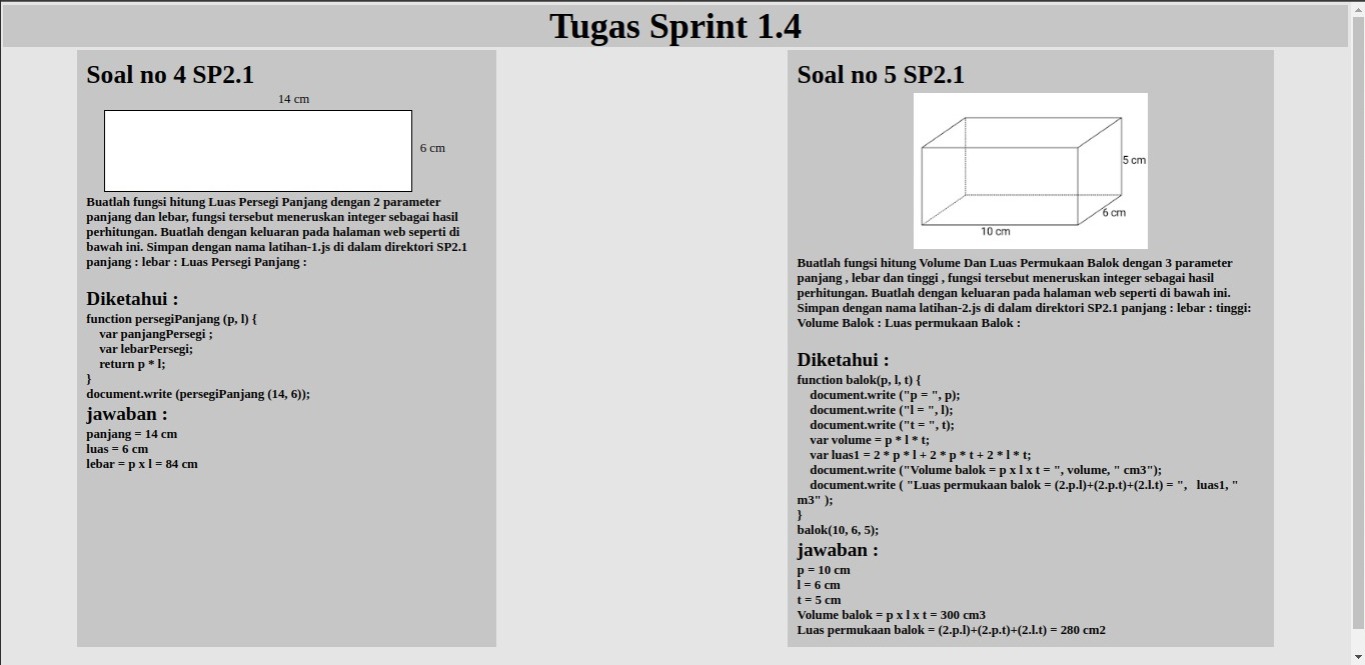 Tugas Sprint 1.4
Soal no 4 SP2.1
14 cm
6 cm
Buatlah fungsi hitung Luas Persegi Panjang dengan 2 parameter
panjang dan lebar, fungsi tersebut meneruskan integer sebagai hasil
perhitungan. Buatlah dengan keluaran pada halaman web seperti di
bawah ini. Simpan dengan nama latihan-1.js di dalam direktori SP2.1
panjang : lebar : Luas Persegi Panjang :
Diketahui :
function persegiPanjang (p, l) {
var panjangPersegi ;
var lebarPersegi;
return p * l;
}
document.write (persegiPanjang (14, 6));
jawaban :
panjang = 14 cm
luas = 6 cm
lebar = p x l = 84 cm
Soal no 5 SP2.1
5 cm
6 cm
10 cm
Buatlah fungsi hitung Volume Dan Luas Permukaan Balok dengan 3 parameter
panjang , lebar dan tinggi , fungsi tersebut meneruskan integer sebagai hasil
perhitungan. Buatlah dengan keluaran pada halaman web seperti di bawah ini.
Simpan dengan nama latihan-2.js di dalam direktori SP2.1 panjang : lebar : tinggi:
Volume Balok : Luas permukaan Balok :
Diketahui :
function balok(p, l, t) {
document.write ("p = ", p);
document.write ("l = ", l);
document.write ("t = ", t);
var volume = p * l * t;
var luas1 = 2 * p * l + 2 * p * t + 2 * l * t;
document.write ("Volume balok = p x l x t = ", volume, " cm3");
document.write ( "Luas permukaan balok = (2.p.l)+(2.p.t)+(2.l.t) = ", luas1, "
m3" );
}
balok(10, 6, 5);
jawaban :
p = 10 cm
l = 6 cm
t = 5 cm
Volume balok = p x l x t = 300 cm3
Luas permukaan balok = (2.p.l)+(2.p.t)+(2.l.t) = 280 cm2